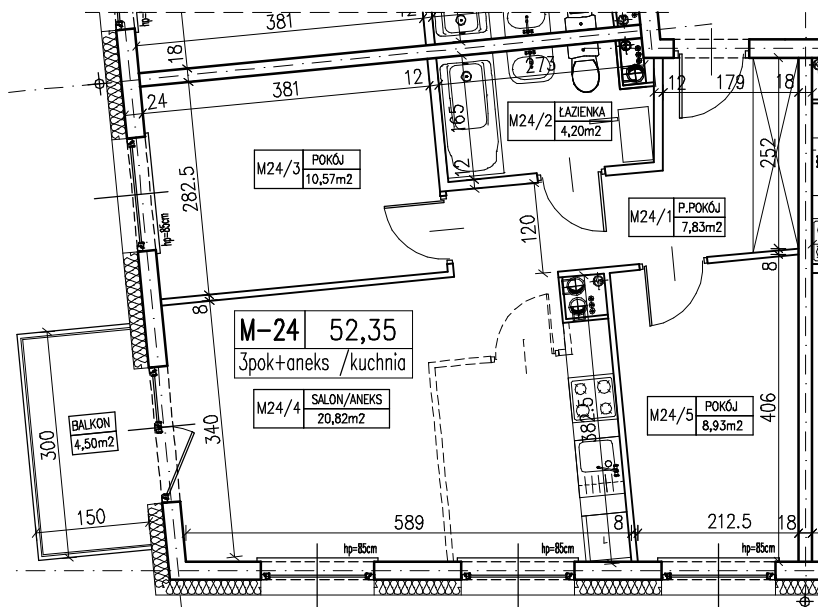 381
12
hp=85cm
18
24
381
12
273
12
179
18
165
M24/2
ŁAZIENKA
4,20m2
M24/3
POKÓJ
10,57m2
282.5
12
252
hp=85cm
120
M24/1
P.POKÓJ
7,83m2
8
8
M-24
52,35
3pok+aneks /kuchnia
M24/4
SALON/ANEKS
20,82m2
M24/5
POKÓJ
8,93m2
406
BALKON
4,50m2
300
340
150
589
8
212.5
18
hp=85cm
hp=85cm
hp=85cm
L